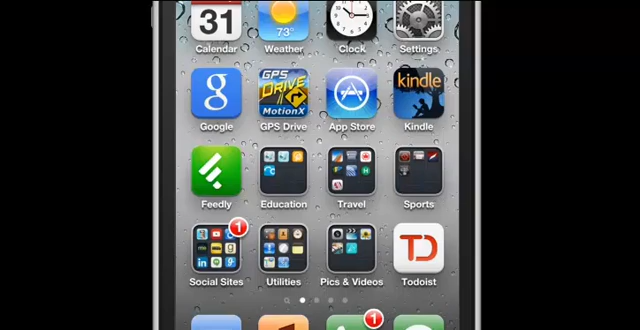 31
Calendar Weather Clock Settings
73°
g GPS DRIVE MotionX kindle
Google GPS Drive App Store Kindle
Feedly Education Travel Sports
1
TD
Social Sites Utilities Pics & Videos Todoist
1